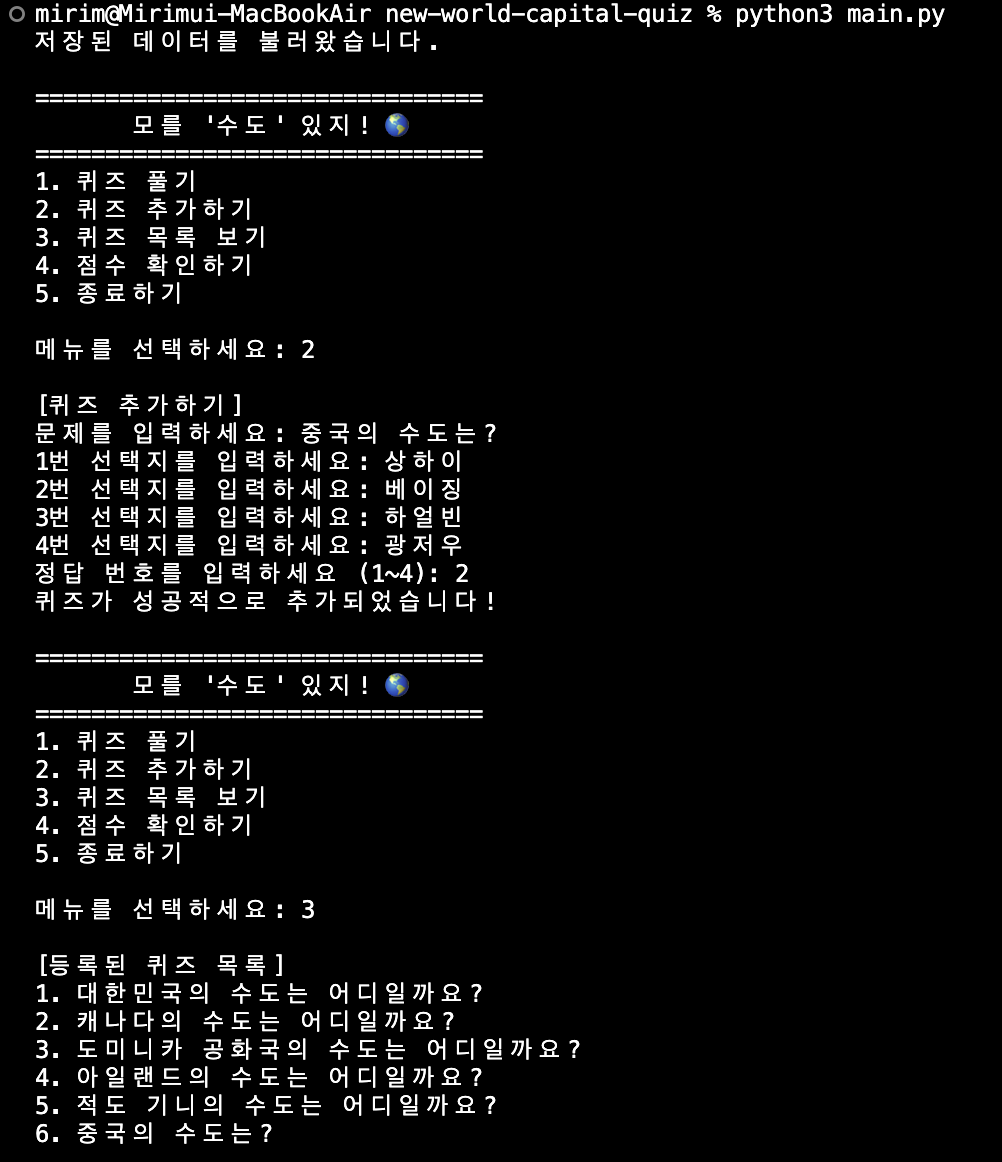 mirim@Mirimui-MacBookAir new-world-capital-quiz % python3 main.py
저장된 데이터를 불러왔습니다.
================================
모를 '수도' 있지! 🌎
================================
1. 퀴즈 풀기
2. 퀴즈 추가하기
3. 퀴즈 목록 보기
4. 점수 확인하기
5. 종료하기
메뉴를 선택하세요: 2
[퀴즈 추가하기]
문제를 입력하세요: 중국의 수도는?
1번 선택지를 입력하세요: 상하이
2번 선택지를 입력하세요: 베이징
3번 선택지를 입력하세요: 하얼빈
4번 선택지를 입력하세요: 광저우
정답 번호를 입력하세요 (1~4): 2
퀴즈가 성공적으로 추가되었습니다!
================================
모를 '수도' 있지! 🌎
================================
1. 퀴즈 풀기
2. 퀴즈 추가하기
3. 퀴즈 목록 보기
4. 점수 확인하기
5. 종료하기
메뉴를 선택하세요: 3
[등록된 퀴즈 목록]
1. 대한민국의 수도는 어디일까요?
2. 캐나다의 수도는 어디일까요?
3. 도미니카 공화국의 수도는 어디일까요?
4. 아일랜드의 수도는 어디일까요?
5. 적도 기니의 수도는 어디일까요?
6. 중국의 수도는?